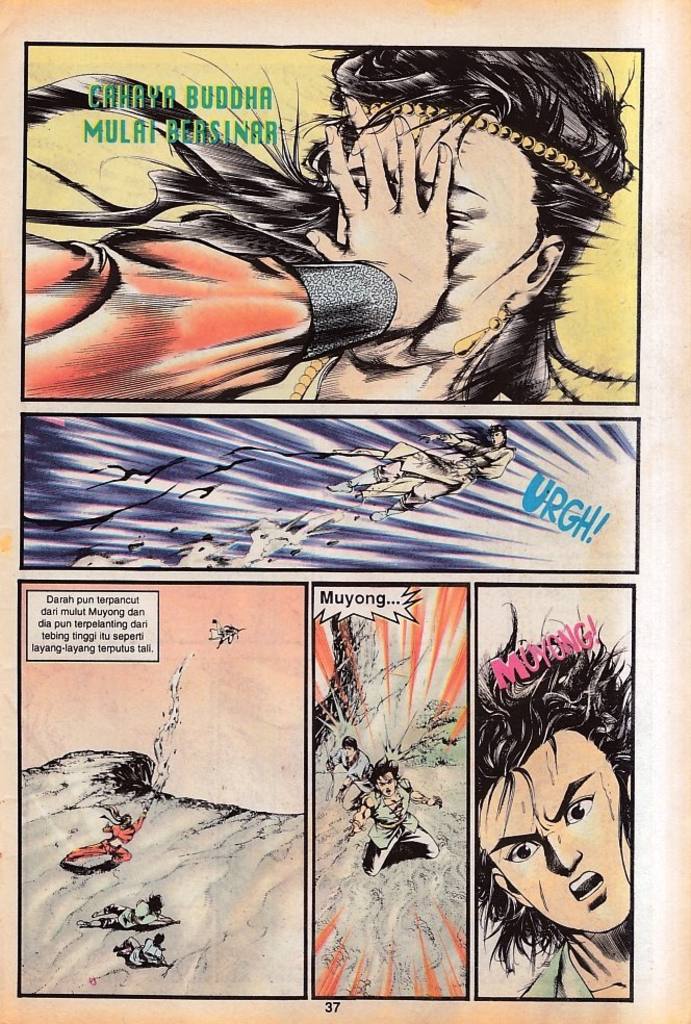 CAHAYA BUDDHA
MULAI BERSINAR
URGH!
Darah pun terpancut
dari mulut Muyong dan
dia pun terpelanting dari
tebing tinggi itu seperti
layang-layang terputus tali.
Muyong...
MUYONG!
37